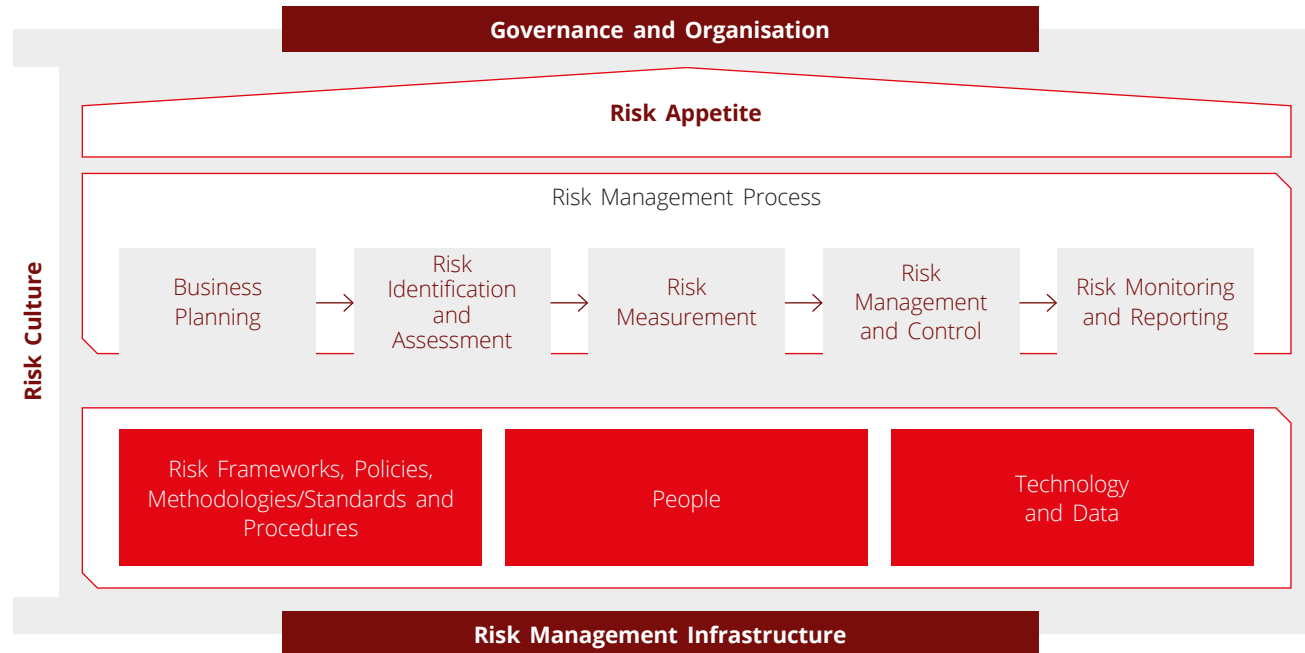 Governance and Organisation
Risk Appetite
Risk Culture
Risk Management Process
Business
Planning
Risk
Identification
and
Assessment
Risk
Measurement
Risk
Management
and Control
Risk Monitoring
and Reporting
Risk Frameworks, Policies,
Methodologies/Standards and
Procedures
People
Technology
and Data
Risk Management Infrastructure